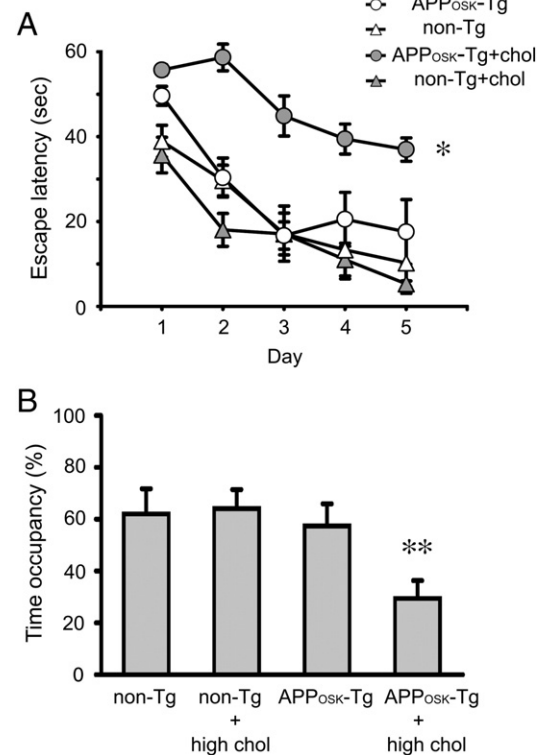 A
APPOSK-Tg
non-Tg
APPOSK-Tg+chol
non-Tg+chol
Escape latency (sec)
60
40
20
0
*
1 2 3 4 5
Day
B
Time occupancy (%)
100
80
60
40
20
0
**
non-Tg non-Tg APPOSK-Tg APPOSK-Tg
+ +
high chol high chol